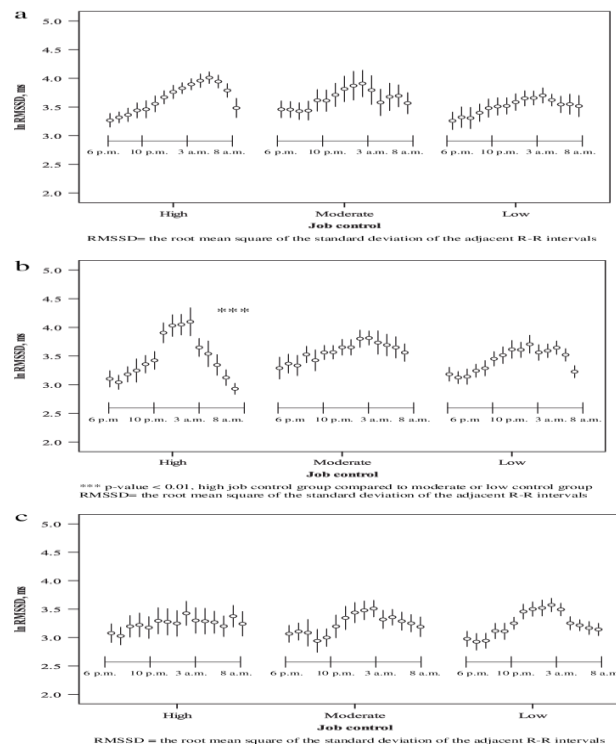 a
5.0
4.5
4.0
3.5
3.0
2.5
2.0
ln RMSSD, ms
6 p.m. 10 p.m. 3 a.m. 8 a.m. 6 p.m. 10 p.m. 3 a.m. 8 a.m. 6 p.m. 10 p.m. 3 a.m. 8 a.m.
High Moderate Low
Job control
RMSSD= the root mean square of the standard deviation of the adjacent R-R intervals
b
5.0
4.5
4.0
3.5
3.0
2.5
2.0
ln RMSSD, ms
***
6 p.m 10 p.m. 3 a.m. 8 a.m. 6 p.m. 10 p.m. 3 a.m. 8 a.m. 6 p.m. 10 p.m. 3 a.m. 8 a.m.
High Moderate Low
Job control
*** p-value < 0.01, high job control group compared to moderate or low control group
RMSSD= the root mean square of the standard deviation of the adjacent R-R intervals
c
5.0
4.5
4.0
3.5
3.0
2.5
2.0
ln RMSSD, ms
6 p.m. 10 p.m. 3 a.m. 8 a.m. 6 p.m. 10 p.m. 3 a.m. 8 a.m. 6 p.m. 10 p.m. 3 a.m. 8 a.m.
High Moderate Low
Job control
RMSSD = the root mean square of the standard deviation of the adjacent R-R intervals